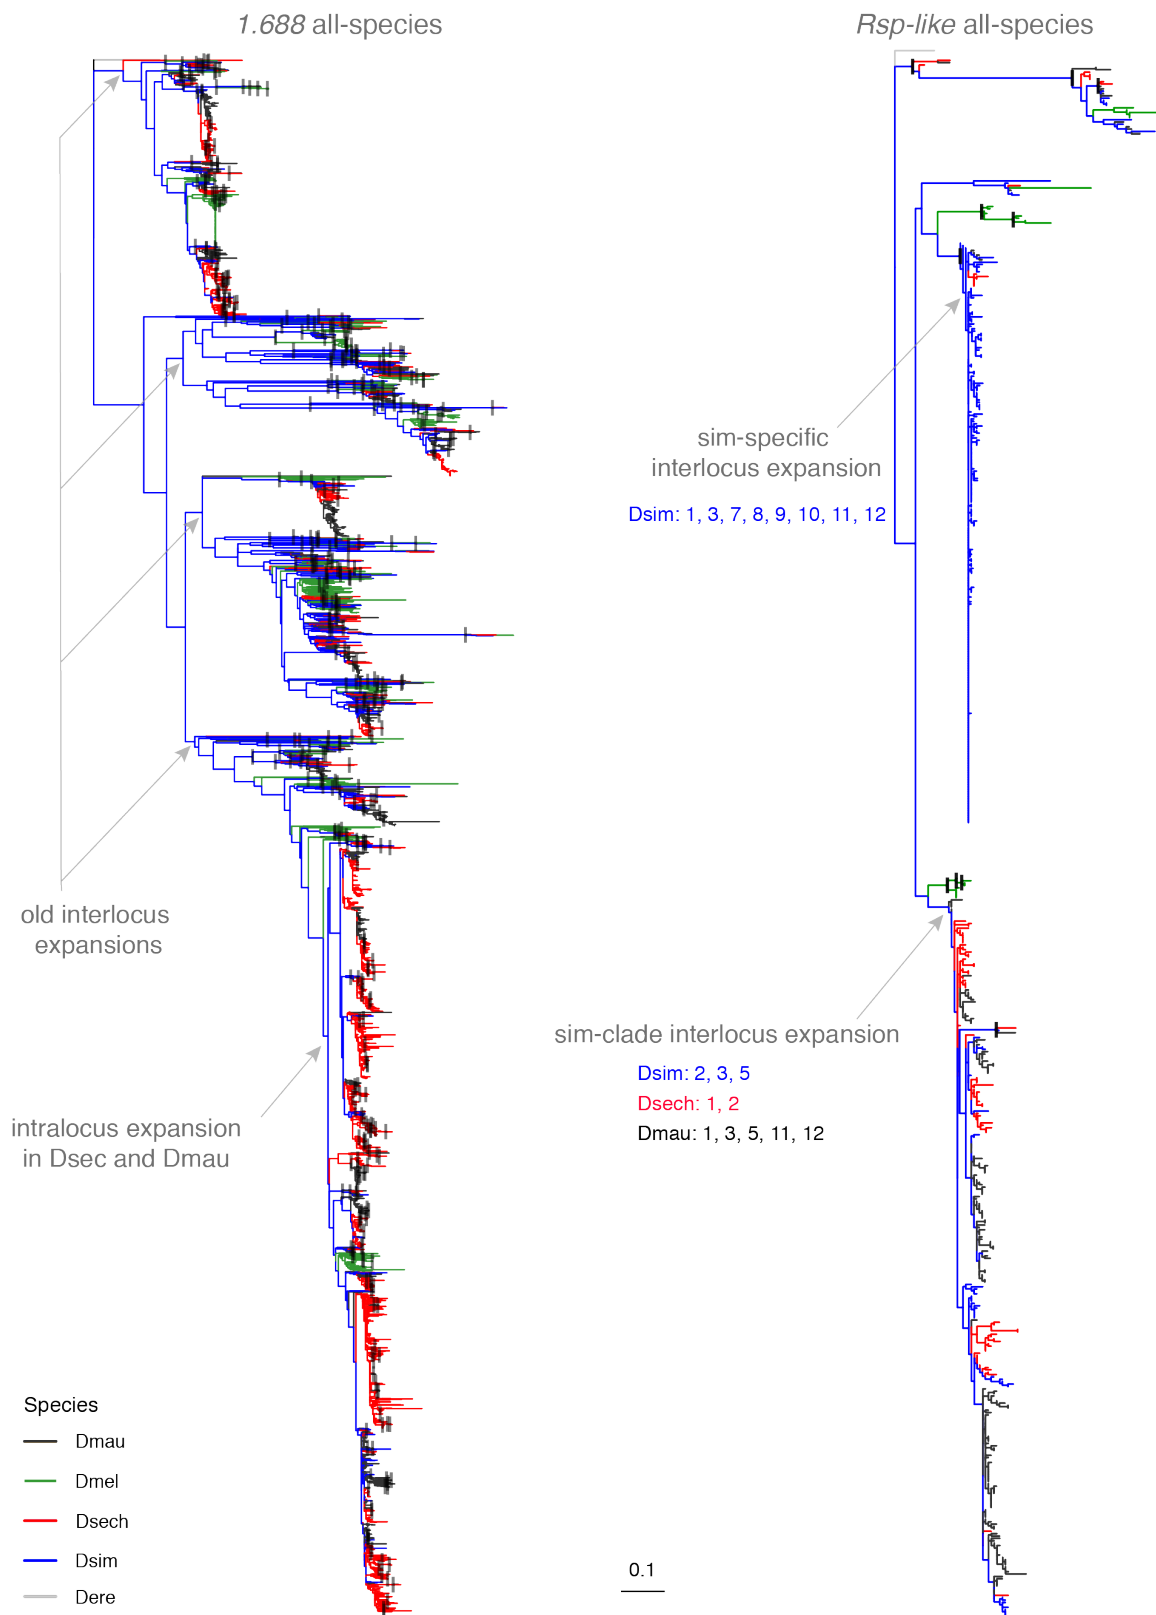 1.688 all-species
Rsp-like all-species
sim-specific
interlocus expansion
Dsim: 1, 3, 7, 8, 9, 10, 11, 12
old interlocus
expansions
sim-clade interlocus expansion
Dsim: 2, 3, 5
Dsech: 1, 2
Dmau: 1, 3, 5, 11, 12
intralocus expansion
in Dsec and Dmau
Species
Dmau
Dmel
Dsech
Dsim
Dere
0.1